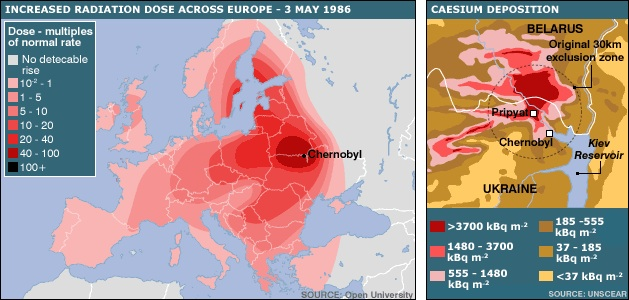 INCREASED RADIATION DOSE ACROSS EUROPE - 3 MAY 1986
Dose - multiples
of normal rate
No detecable
rise
10⁻² - 1
1 - 5
5 - 10
10 - 20
20 - 40
40 - 100
100+
Chernobyl
SOURCE: Open University
CAESIUM DEPOSITION
BELARUS
Original 30km
exclusion zone
Pripyat
Chernobyl
Kiev
Reservoir
UKRAINE
>3700 kBq m⁻²
1480 - 3700
kBq m⁻²
555 - 1480
kBq m⁻²
185 -555
kBq m⁻²
37 - 185
kBq m⁻²
<37 kBq m⁻²
SOURCE: UNSCEAR